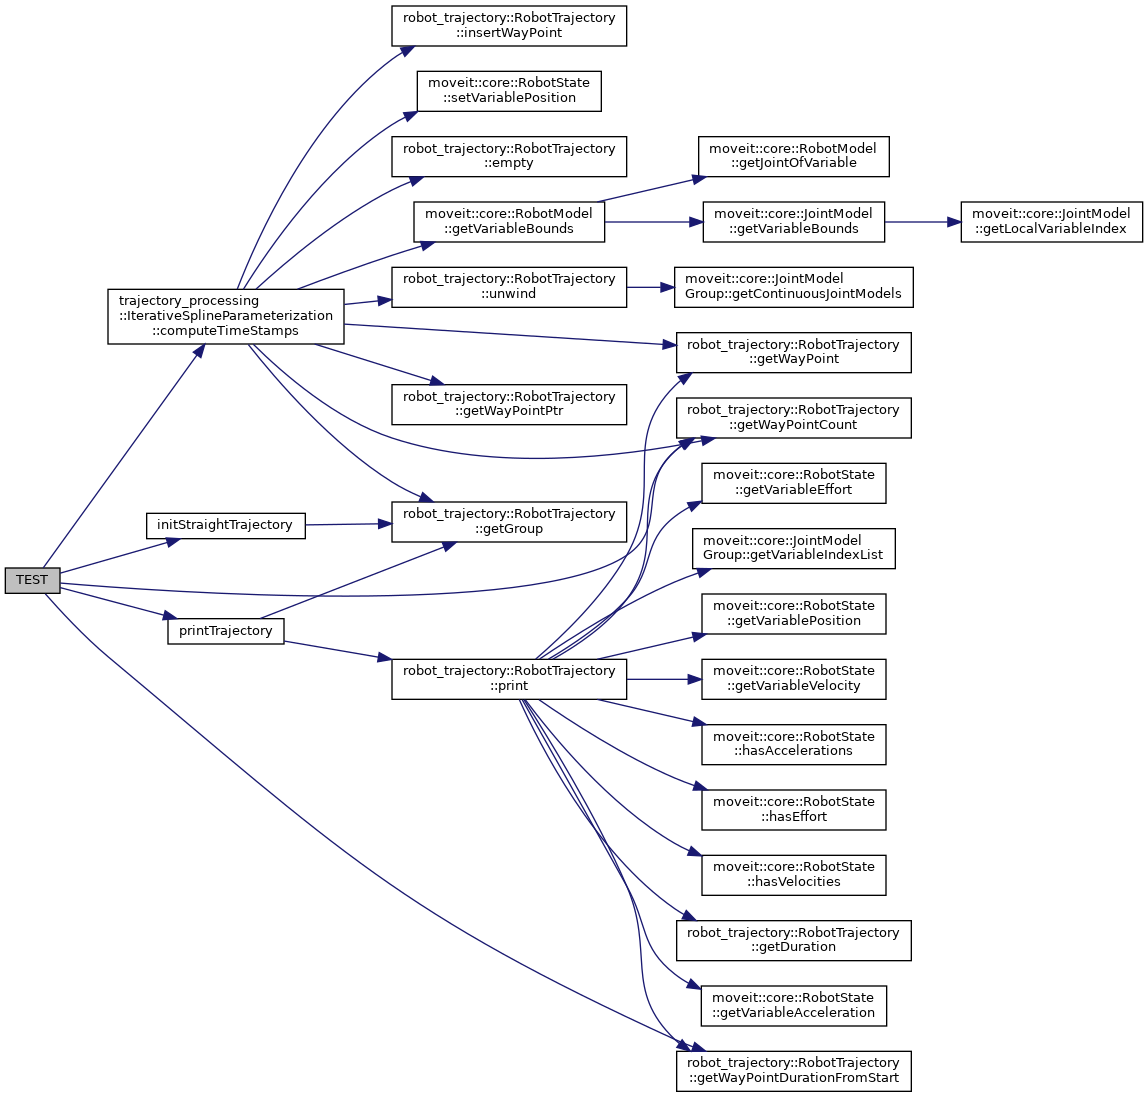 robot_trajectory::RobotTrajectory
::insertWayPoint
moveit::core::RobotState
::setVariablePosition
robot_trajectory::RobotTrajectory
::empty
moveit::core::RobotModel
::getJointOfVariable
moveit::core::RobotModel
::getVariableBounds
moveit::core::JointModel
::getVariableBounds
moveit::core::JointModel
::getLocalVariableIndex
trajectory_processing
::IterativeSplineParameterization
::computeTimeStamps
robot_trajectory::RobotTrajectory
::unwind
moveit::core::JointModel
Group::getContinuousJointModels
robot_trajectory::RobotTrajectory
::getWayPoint
robot_trajectory::RobotTrajectory
::getWayPointPtr
robot_trajectory::RobotTrajectory
::getWayPointCount
moveit::core::RobotState
::getVariableEffort
initStraightTrajectory
robot_trajectory::RobotTrajectory
::getGroup
moveit::core::JointModel
Group::getVariableIndexList
TEST
printTrajectory
moveit::core::RobotState
::getVariablePosition
robot_trajectory::RobotTrajectory
::print
moveit::core::RobotState
::getVariableVelocity
moveit::core::RobotState
::hasAccelerations
moveit::core::RobotState
::hasEffort
moveit::core::RobotState
::hasVelocities
robot_trajectory::RobotTrajectory
::getDuration
moveit::core::RobotState
::getVariableAcceleration
robot_trajectory::RobotTrajectory
::getWayPointDurationFromStart